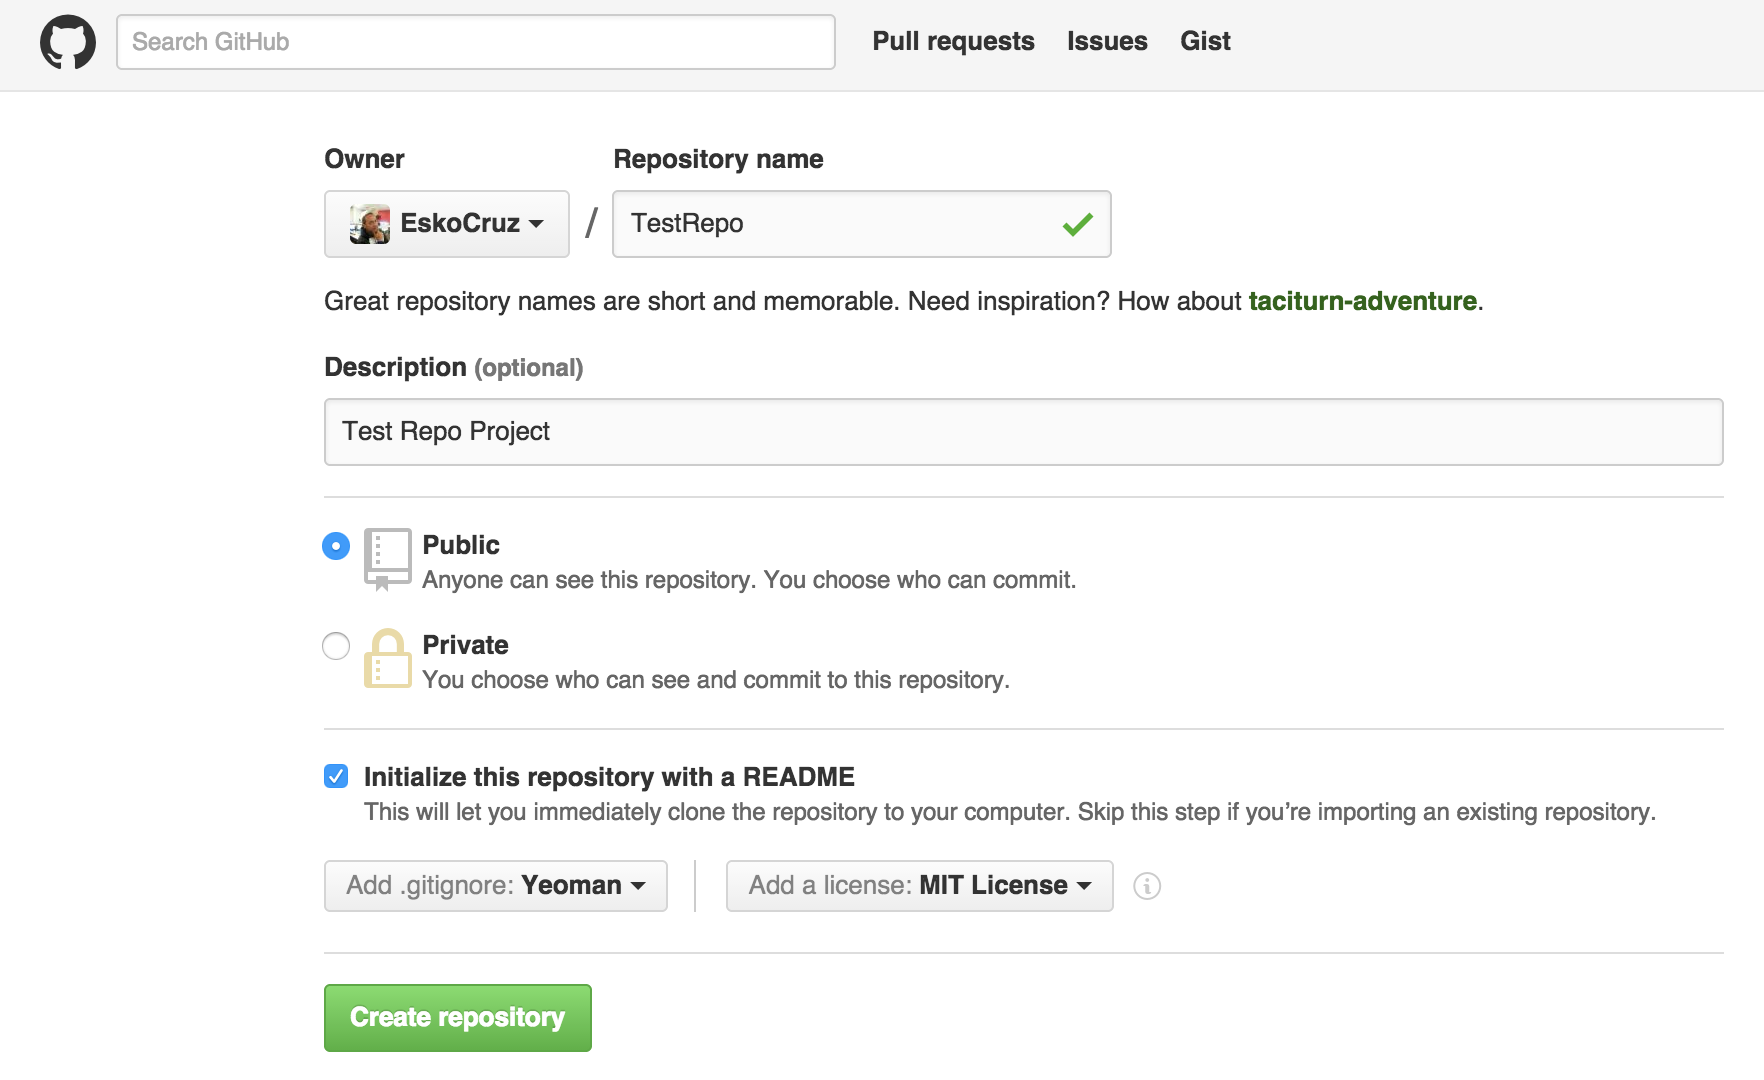 Search GitHub Pull requests Issues Gist
Owner Repository name
EskoCruz / TestRepo
Great repository names are short and memorable. Need inspiration? How about taciturn-adventure.
Description (optional)
Test Repo Project
Public
Anyone can see this repository. You choose who can commit.
Private
You choose who can see and commit to this repository.
Initialize this repository with a README
This will let you immediately clone the repository to your computer. Skip this step if you’re importing an existing repository.
Add .gitignore: Yeoman Add a license: MIT License
Create repository